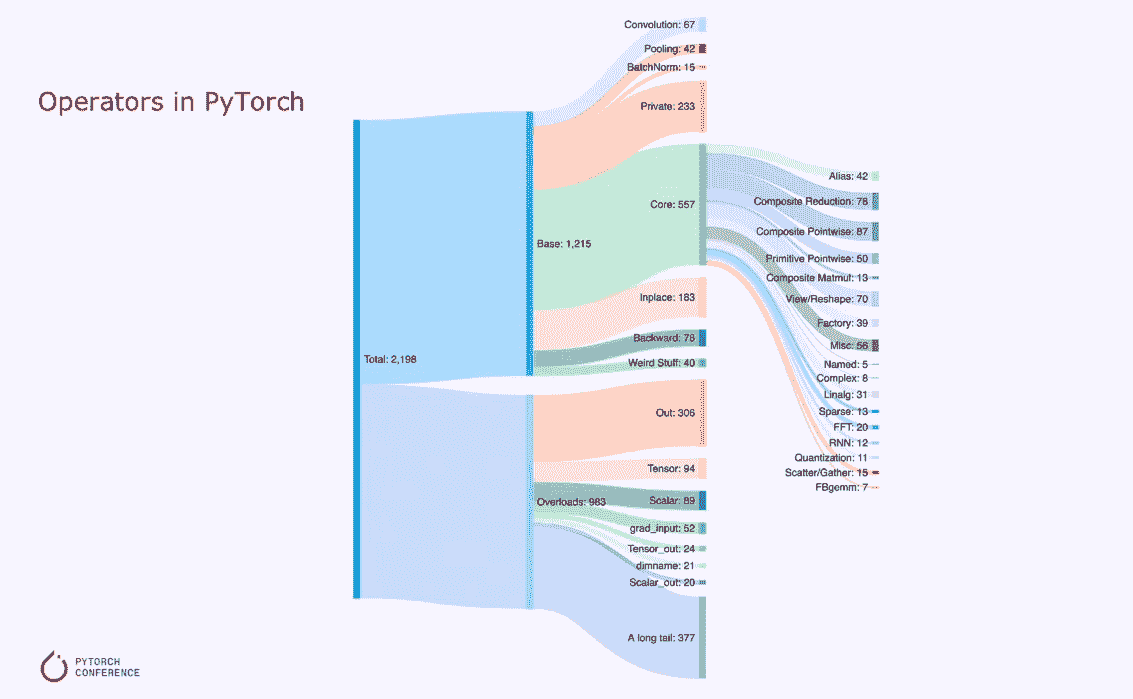 Operators in PyTorch
Total: 2,198
Base: 1,215
Overloads: 983
Convolution: 67
Pooling: 42
BatchNorm: 15
Private: 233
Core: 557
Inplace: 183
Backward: 76
Weird Stuff: 40
Out: 306
Tensor: 94
Scalar: 89
grad_input: 52
Tensor_out: 24
dimname: 21
Scalar_out: 20
A long tail: 377
Alias: 42
Composite Reduction: 78
Composite Pointwise: 87
Primitive Pointwise: 50
Composite Matmul: 13
View/Reshape: 70
Factory: 39
Misc: 56
Named: 5
Complex: 8
Linalg: 31
Sparse: 13
FFT: 20
RNN: 12
Quantization: 11
Scatter/Gather: 15
FBgemm: 7
PYTORCH
CONFERENCE